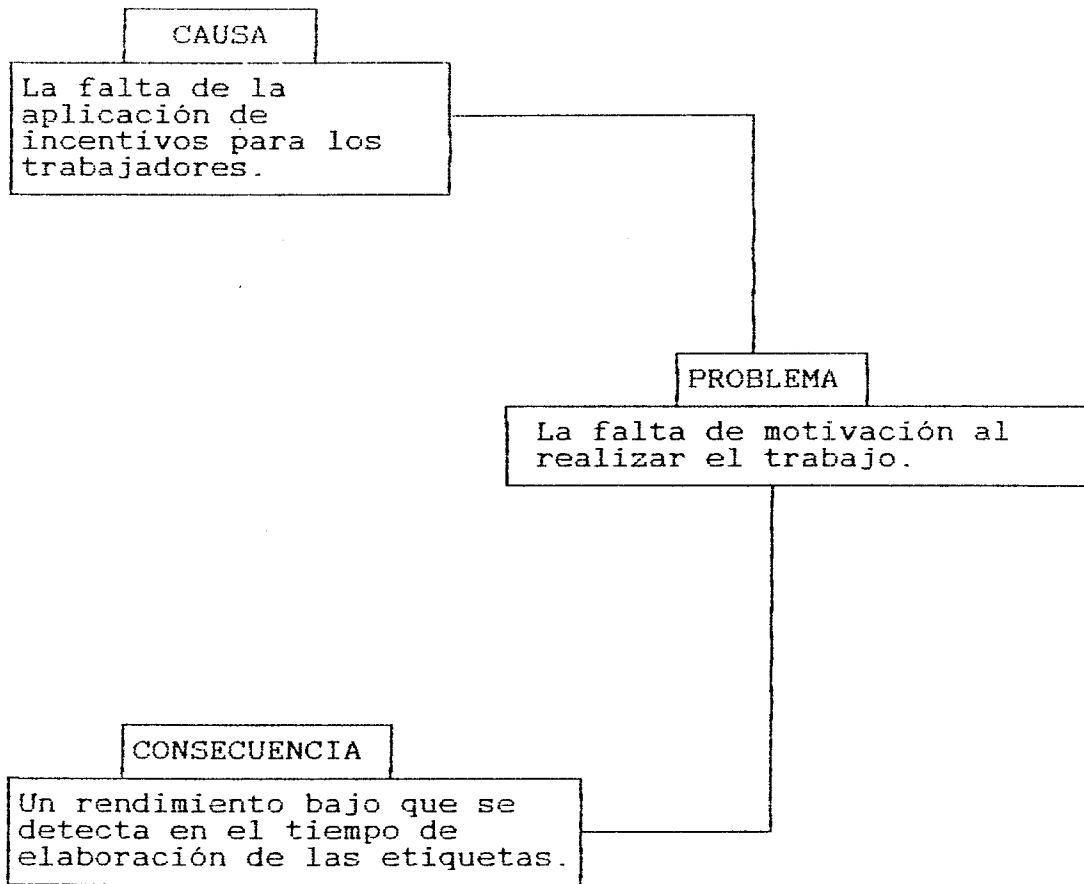 CAUSA
La falta de la
aplicación de
incentivos para los
trabajadores.
PROBLEMA
La falta de motivación al
realizar el trabajo.
CONSECUENCIA
Un rendimiento bajo que se
detecta en el tiempo de
elaboración de las etiquetas.